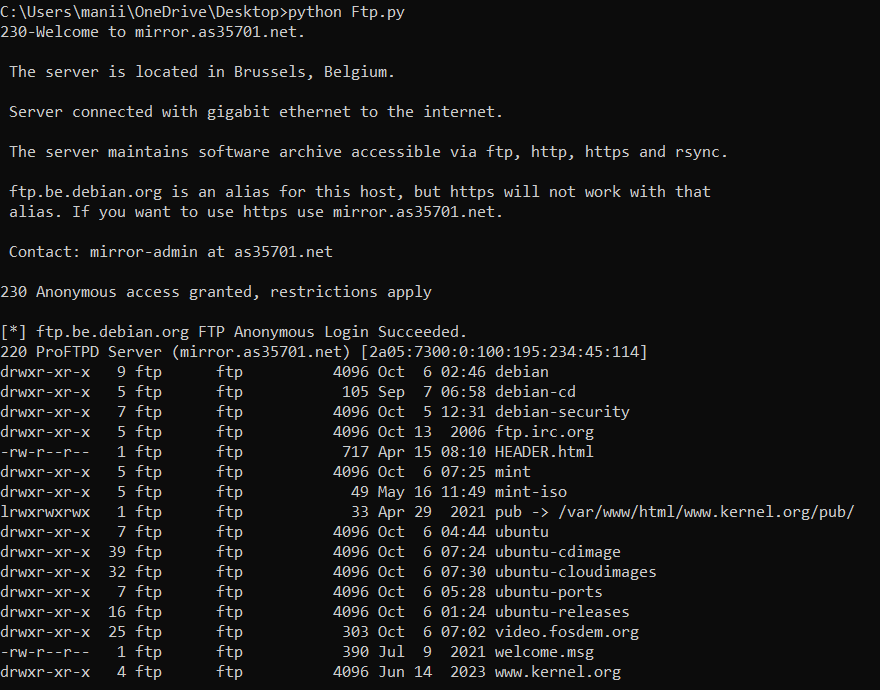 C:\Users\manii\OneDrive\Desktop>python Ftp.py
230-Welcome to mirror.as35701.net.
The server is located in Brussels, Belgium.
Server connected with gigabit ethernet to the internet.
The server maintains software archive accessible via ftp, http, https and rsync.
ftp.be.debian.org is an alias for this host, but https will not work with that
alias. If you want to use https use mirror.as35701.net.
Contact: mirror-admin at as35701.net
230 Anonymous access granted, restrictions apply
[*] ftp.be.debian.org FTP Anonymous Login Succeeded.
220 ProFTPD Server (mirror.as35701.net) [2a05:7300:0:100:195:234:45:114]
drwxr-xr-x   9 ftp      ftp          4096 Oct  6 02:46 debian
drwxr-xr-x   5 ftp      ftp           105 Sep  7 06:58 debian-cd
drwxr-xr-x   7 ftp      ftp          4096 Oct  5 12:31 debian-security
drwxr-xr-x   5 ftp      ftp          4096 Oct 13  2006 ftp.irc.org
-rw-r--r--   1 ftp      ftp           717 Apr 15 08:10 HEADER.html
drwxr-xr-x   5 ftp      ftp          4096 Oct  6 07:25 mint
drwxr-xr-x   5 ftp      ftp            49 May 16 11:49 mint-iso
lrwxrwxrwx   1 ftp      ftp            33 Apr 29  2021 pub -> /var/www/html/www.kernel.org/pub/
drwxr-xr-x   7 ftp      ftp          4096 Oct  6 04:44 ubuntu
drwxr-xr-x  39 ftp      ftp          4096 Oct  6 07:24 ubuntu-cdimage
drwxr-xr-x  32 ftp      ftp          4096 Oct  6 07:30 ubuntu-cloudimages
drwxr-xr-x   7 ftp      ftp          4096 Oct  6 05:28 ubuntu-ports
drwxr-xr-x  16 ftp      ftp          4096 Oct  6 01:24 ubuntu-releases
drwxr-xr-x  25 ftp      ftp           303 Oct  6 07:02 video.fosdem.org
-rw-r--r--   1 ftp      ftp           390 Jul  9  2021 welcome.msg
drwxr-xr-x   4 ftp      ftp          4096 Jun 14  2023 www.kernel.org